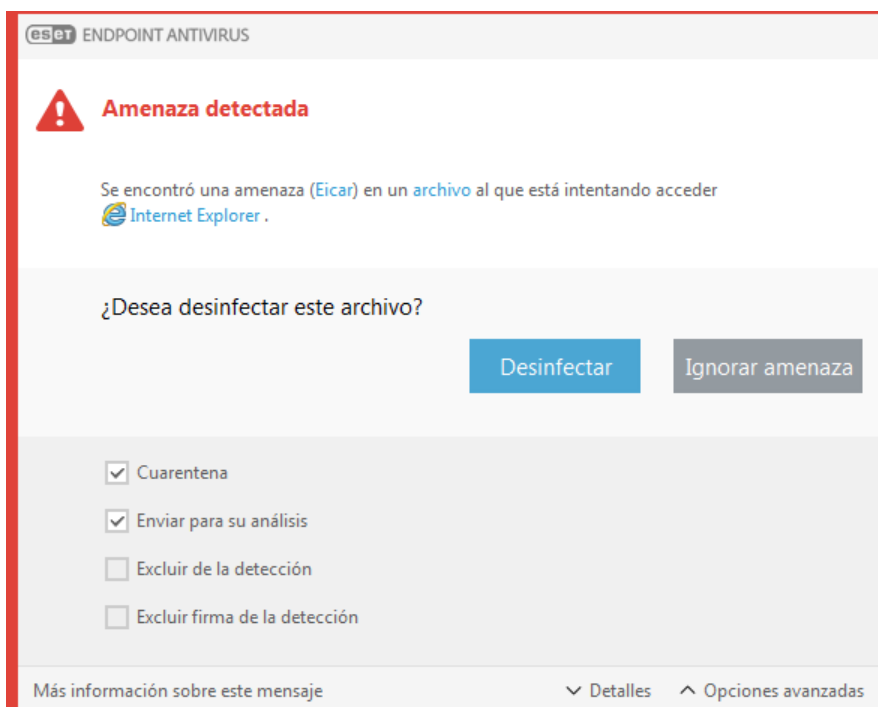 eset ENDPOINT ANTIVIRUS
Amenaza detectada
Se encontró una amenaza (Eicar) en un archivo al que está intentando acceder
Internet Explorer .
¿Desea desinfectar este archivo?
Desinfectar Ignorar amenaza
Cuarentena
Enviar para su análisis
Excluir de la detección
Excluir firma de la detección
Más información sobre este mensaje Detalles Opciones avanzadas